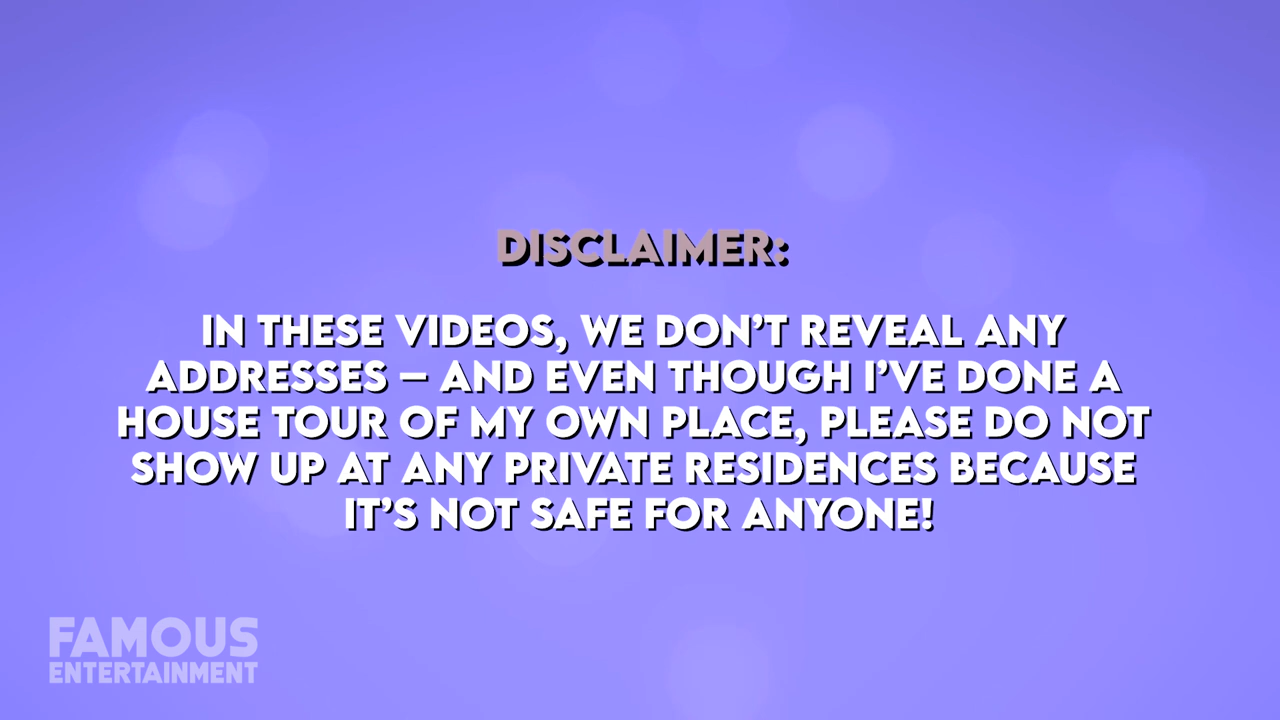 DISCLAIMER:
IN THESE VIDEOS, WE DON'T REVEAL ANY
ADDRESSES – AND EVEN THOUGH I'VE DONE A
HOUSE TOUR OF MY OWN PLACE, PLEASE DO NOT
SHOW UP AT ANY PRIVATE RESIDENCES BECAUSE
IT'S NOT SAFE FOR ANYONE!
FAMOUS
ENTERTAINMENT